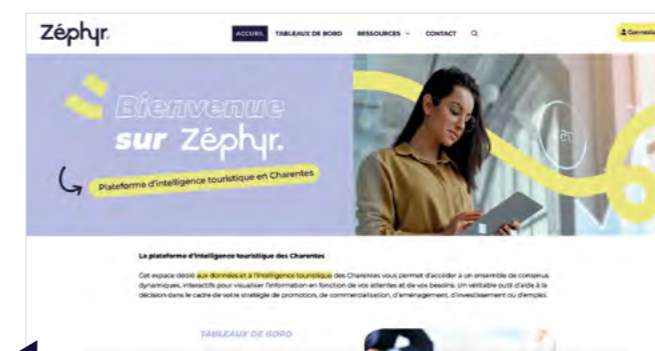 Zéphyr.
ACCUEIL TABLEAUX DE BORD RESSOURCES CONTACT
Connexion
Bienvenue
sur Zéphyr.
Plateforme d'intelligence touristique en Charentes
La plateforme d'intelligence touristique des Charentes
Cet espace dédié aux données et à l'intelligence touristique des Charentes vous permet d'accéder à un ensemble de contenus
dynamiques, interactifs pour visualiser l'information en fonction de vos attentes et de vos besoins. Un véritable outil d'aide à la
décision dans le cadre de votre stratégie de promotion, de commercialisation, d'aménagement, d'investissement ou d'emploi.
TABLEAUX DE BORD